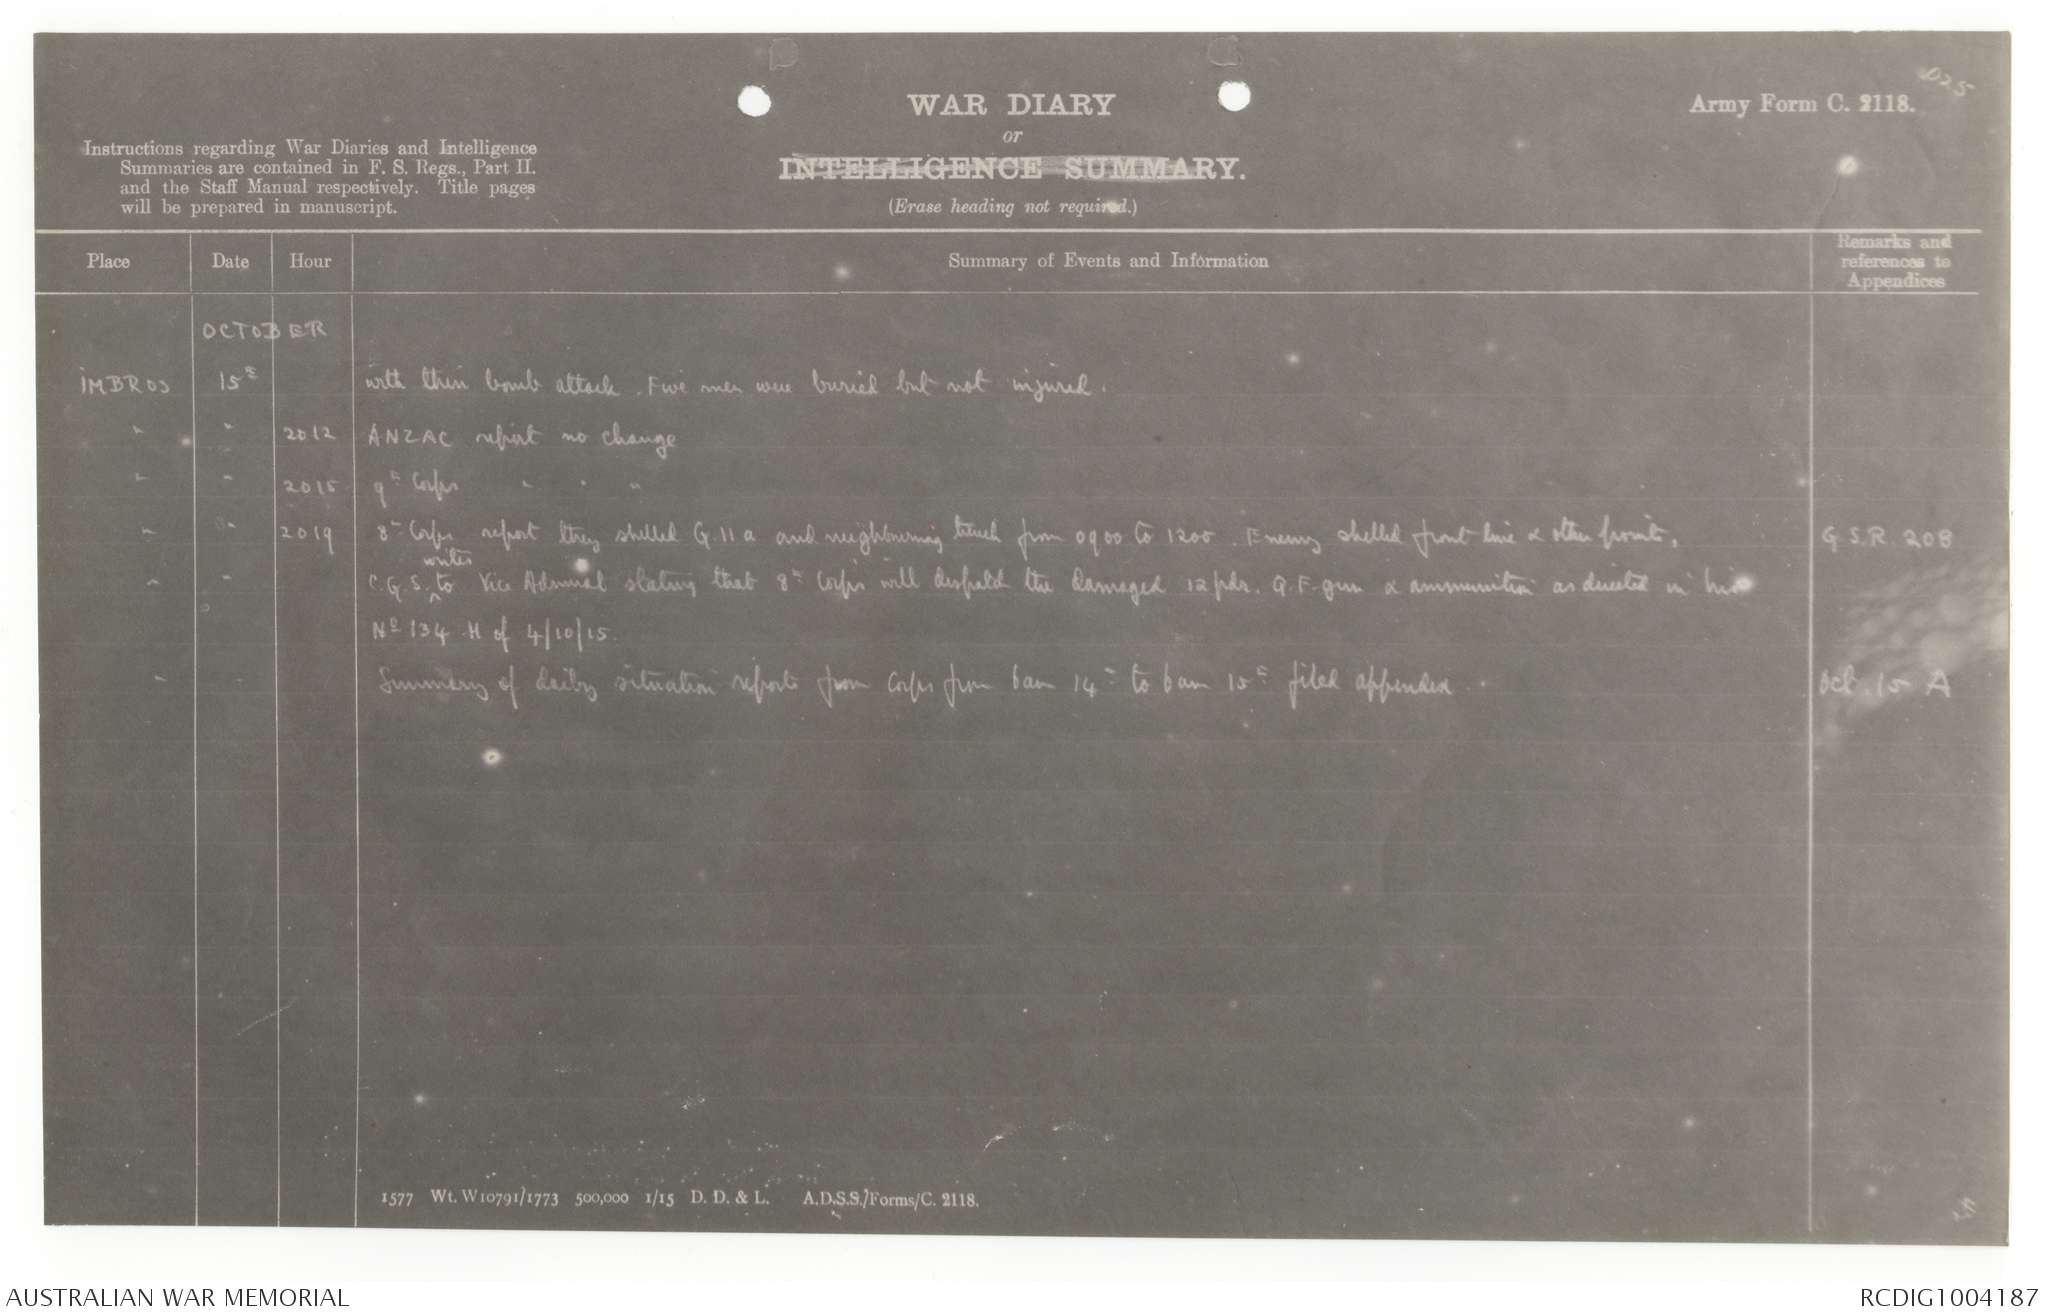 025
WAR DIARY
or
INTELLIGENCE SUMMARY.
(Erase heading not required.)
Army Form C. 2118.
Instructions regarding War Diaries and Intelligence
Summaries are contained in F. S. Regs., Part II.
and the Staff Manual respectively. Title pages
will be prepared in manuscript.
Place Date Hour Summary of Events and Information Remarks and
references to
Appendices
OCTOBER
IMBROS 15th with their bomb attack. Five men were buried but not injured.
" " 2012 ANZAC report no change
" " 2015 9th Corps " " "
" " 2019 8th Corps report they shelled G.11a and neighbouring trench from 0900 to 1200. Enemy shelled front line & other points. G.S.R. 208
" " C.G.S. writes to Vice Admiral stating that 8th Corps will despatch the damaged 12 pdr. Q.F. gun & ammunition as directed in his
No 134 H of 4/10/15.
" Summary of daily situation reports from Corps from 6am 14th to 6am 15th filed appendix. Oct. 15 A
1577 Wt. W10791/1773 500,000 1/15 D. D. & L. A.D.S.S./Forms/C. 2118.
AUSTRALIAN WAR MEMORIAL RCDIG1004187